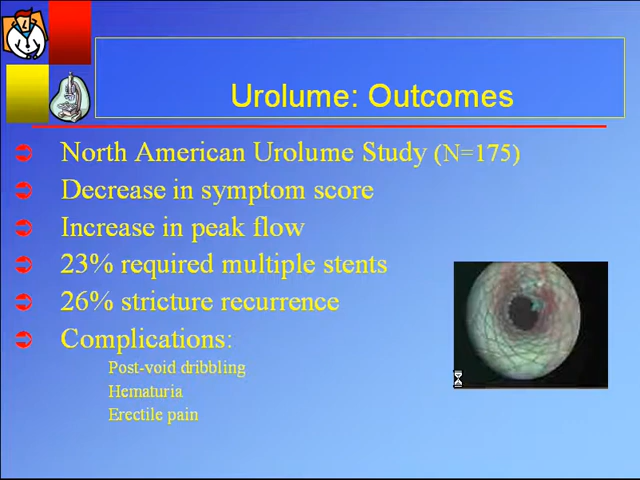 Urolume: Outcomes
North American Urolume Study (N=175)
Decrease in symptom score
Increase in peak flow
23% required multiple stents
26% stricture recurrence
Complications:
Post-void dribbling
Hematuria
Erectile pain